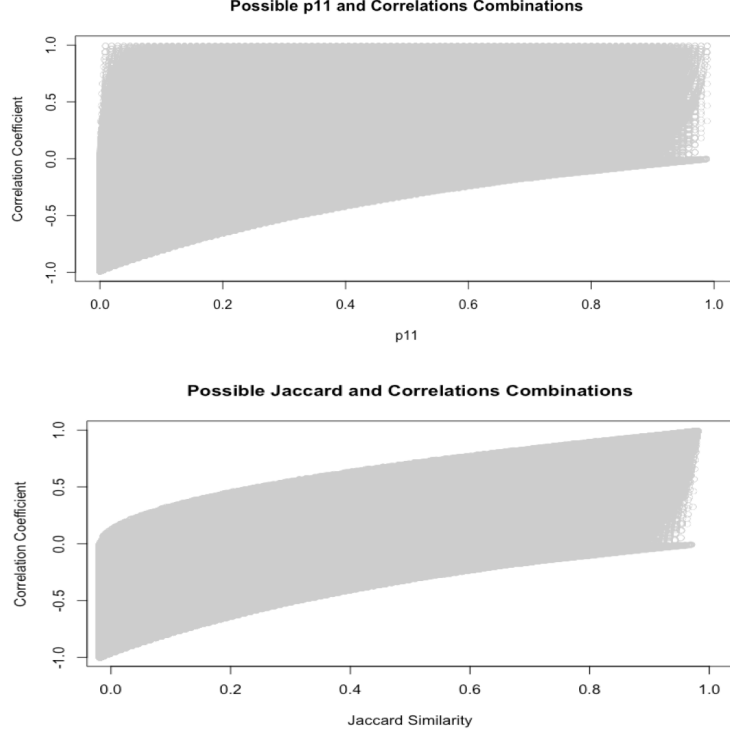 Possible p11 and Correlations Combinations
Correlation Coefficient
1.0
0.5
0.0
-0.5
-1.0
0.0 0.2 0.4 0.6 0.8 1.0
p11
Possible Jaccard and Correlations Combinations
Correlation Coefficient
1.0
0.5
0.0
-0.5
-1.0
0.0 0.2 0.4 0.6 0.8 1.0
Jaccard Similarity